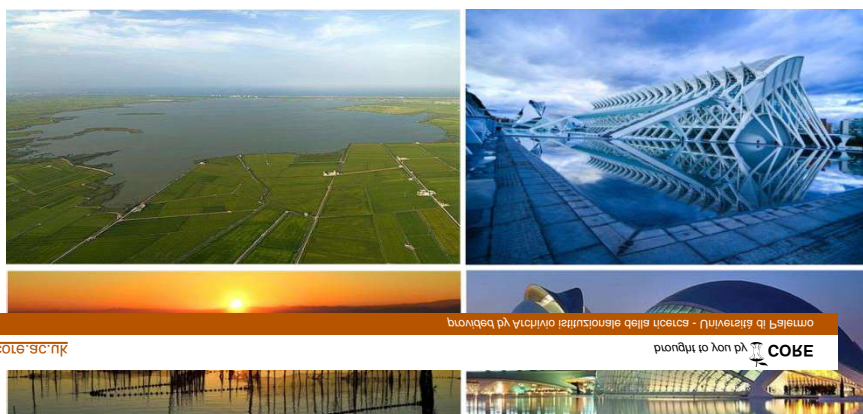 provided by Archivio istituzionale della ricerca - Università di Palermo
brought to you by CORE
core.ac.uk